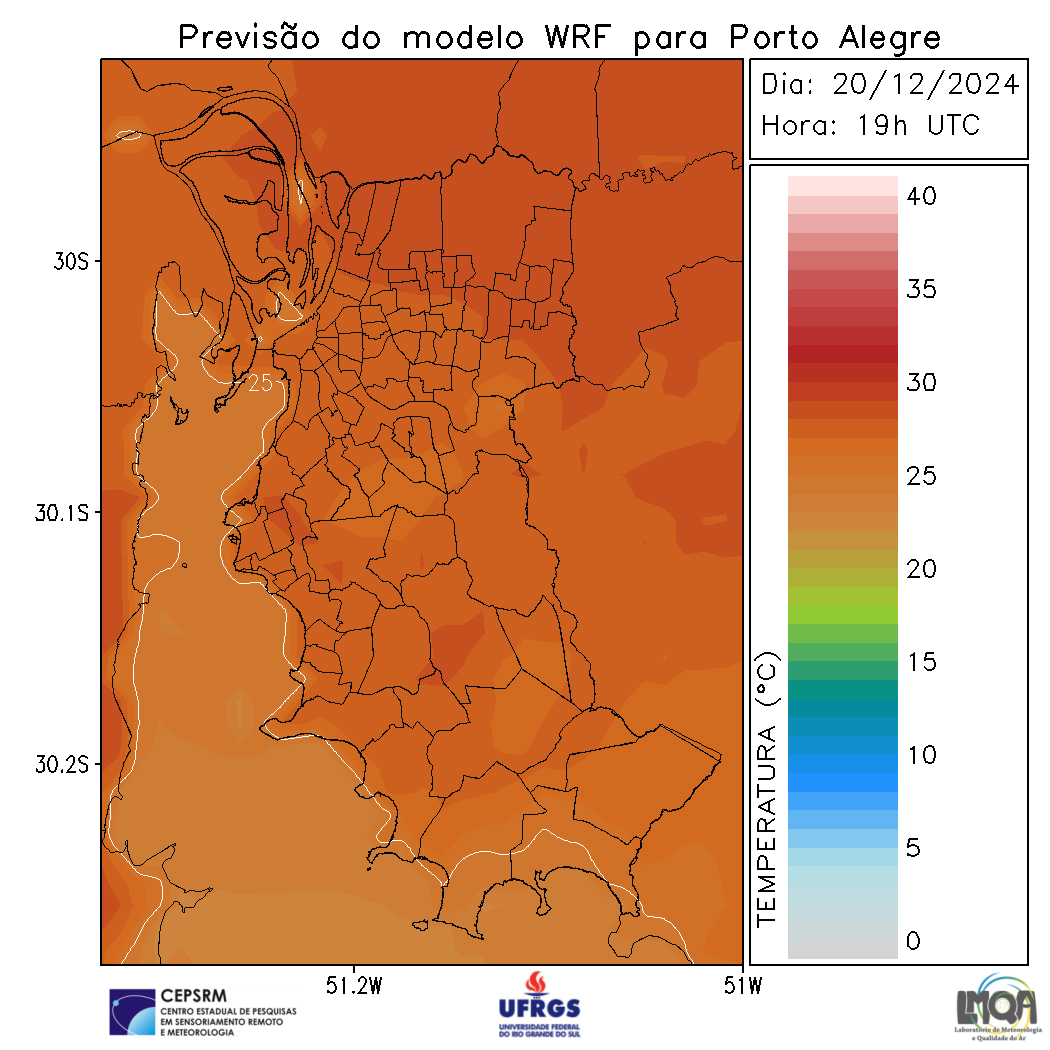 Previsão do modelo WRF para Porto Alegre
Dia: 20/12/2024
Hora: 19h UTC
30S
30.1S
30.2S
51.2W
51W
25
TEMPERATURA (°C)
40
35
30
25
20
15
10
5
0
CEPSRM
CENTRO ESTADUAL DE PESQUISAS
EM SENSORIAMENTO REMOTO
E METEOROLOGIA
UFRGS
UNIVERSIDADE FEDERAL
DO RIO GRANDE DO SUL
LMQA
Laboratório de Meteorologia
e Qualidade do Ar